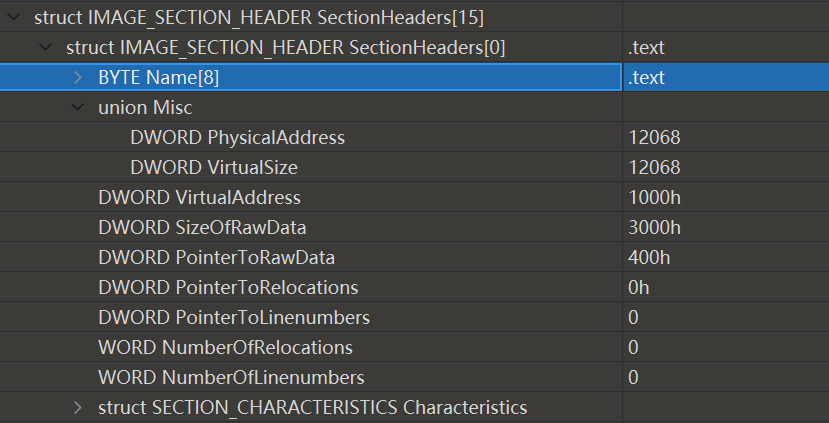 struct IMAGE_SECTION_HEADER SectionHeaders[15]
struct IMAGE_SECTION_HEADER SectionHeaders[0] .text
BYTE Name[8] .text
union Misc
DWORD PhysicalAddress 12068
DWORD VirtualSize 12068
DWORD VirtualAddress 1000h
DWORD SizeOfRawData 3000h
DWORD PointerToRawData 400h
DWORD PointerToRelocations 0h
DWORD PointerToLinenumbers 0
WORD NumberOfRelocations 0
WORD NumberOfLinenumbers 0
struct SECTION_CHARACTERISTICS Characteristics